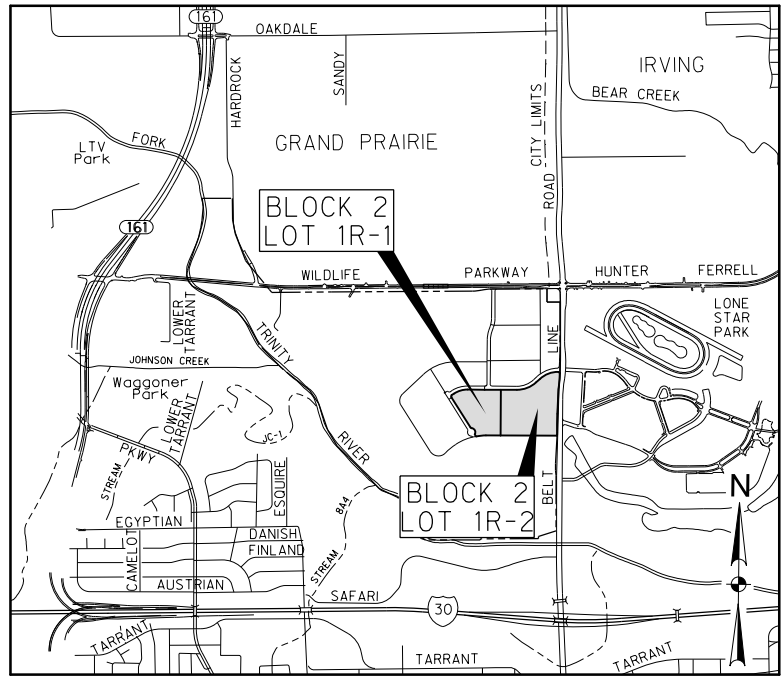 161
OAKDALE
IRVING
SANDY
HARDROCK
CITY LIMITS
BEAR CREEK
FORK
LTV
Park
GRAND PRAIRIE
ROAD
161
BLOCK 2
LOT 1R-1
WILDLIFE
PARKWAY
HUNTER
FERRELL
LONE
STAR
PARK
LOWER
TARRANT
TRINITY
LINE
JOHNSON CREEK
Waggoner
Park
LOWER
TARRANT
JC-1
RIVER
PKWY
STREAM
ESQUIRE
8A4
BLOCK 2
LOT 1R-2
BELT
N
EGYPTIAN
DANISH
FINLAND
CAMELOT
STREAM
AUSTRIAN
SAFARI
30
TARRANT
TARRANT
TARRANT